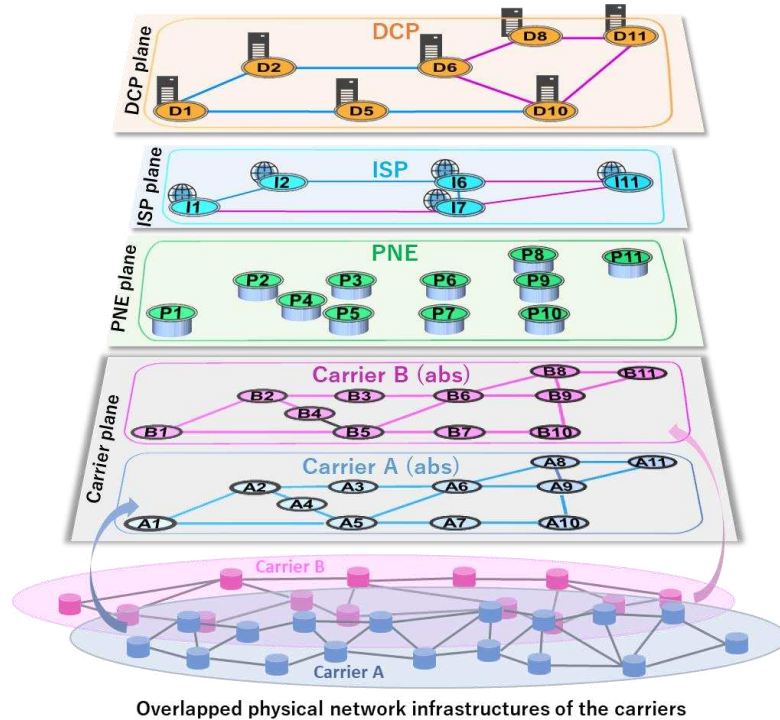 DCP plane
DCP
D8
D11
D2
D6
D1
D5
D10
ISP plane
ISP
I2
I6
I11
I1
I7
PNE plane
PNE
P8
P11
P2
P3
P6
P9
P4
P1
P5
P7
P10
Carrier plane
Carrier B (abs)
B8
B11
B2
B3
B6
B9
B4
B1
B5
B7
B10
Carrier A (abs)
A8
A11
A2
A3
A6
A9
A4
A1
A5
A7
A10
Carrier B
Carrier A
Overlapped physical network infrastructures of the carriers